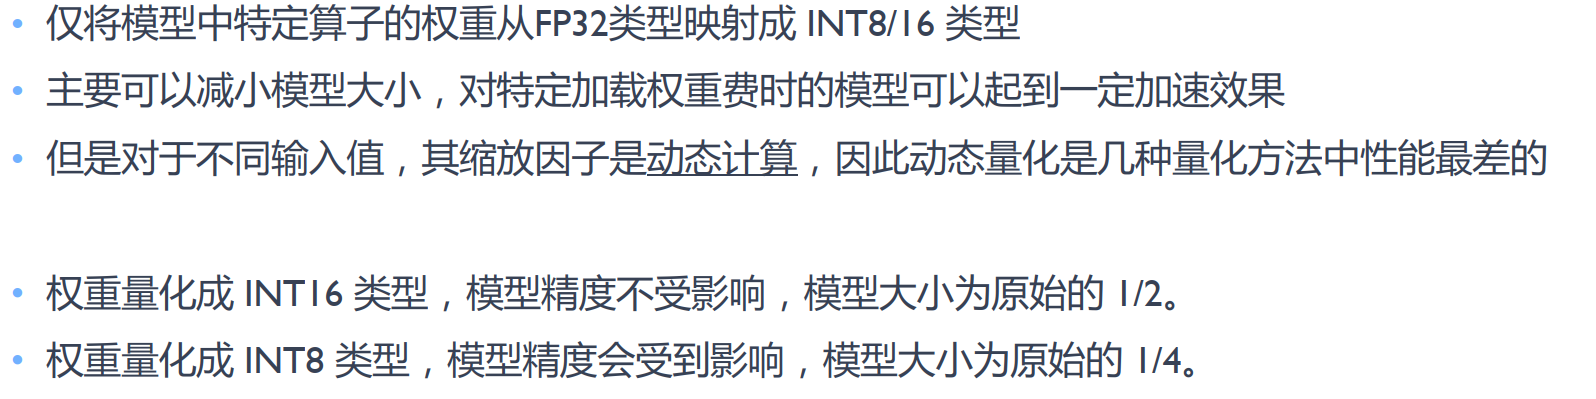 • 仅将模型中特定算子的权重从FP32类型映射成 INT8/16 类型
• 主要可以减小模型大小，对特定加载权重费时的模型可以起到一定加速效果
• 但是对于不同输入值，其缩放因子是动态计算，因此动态量化是几种量化方法中性能最差的
• 权重量化成 INT16 类型，模型精度不受影响，模型大小为原始的 1/2。
• 权重量化成 INT8 类型，模型精度会受到影响，模型大小为原始的 1/4。